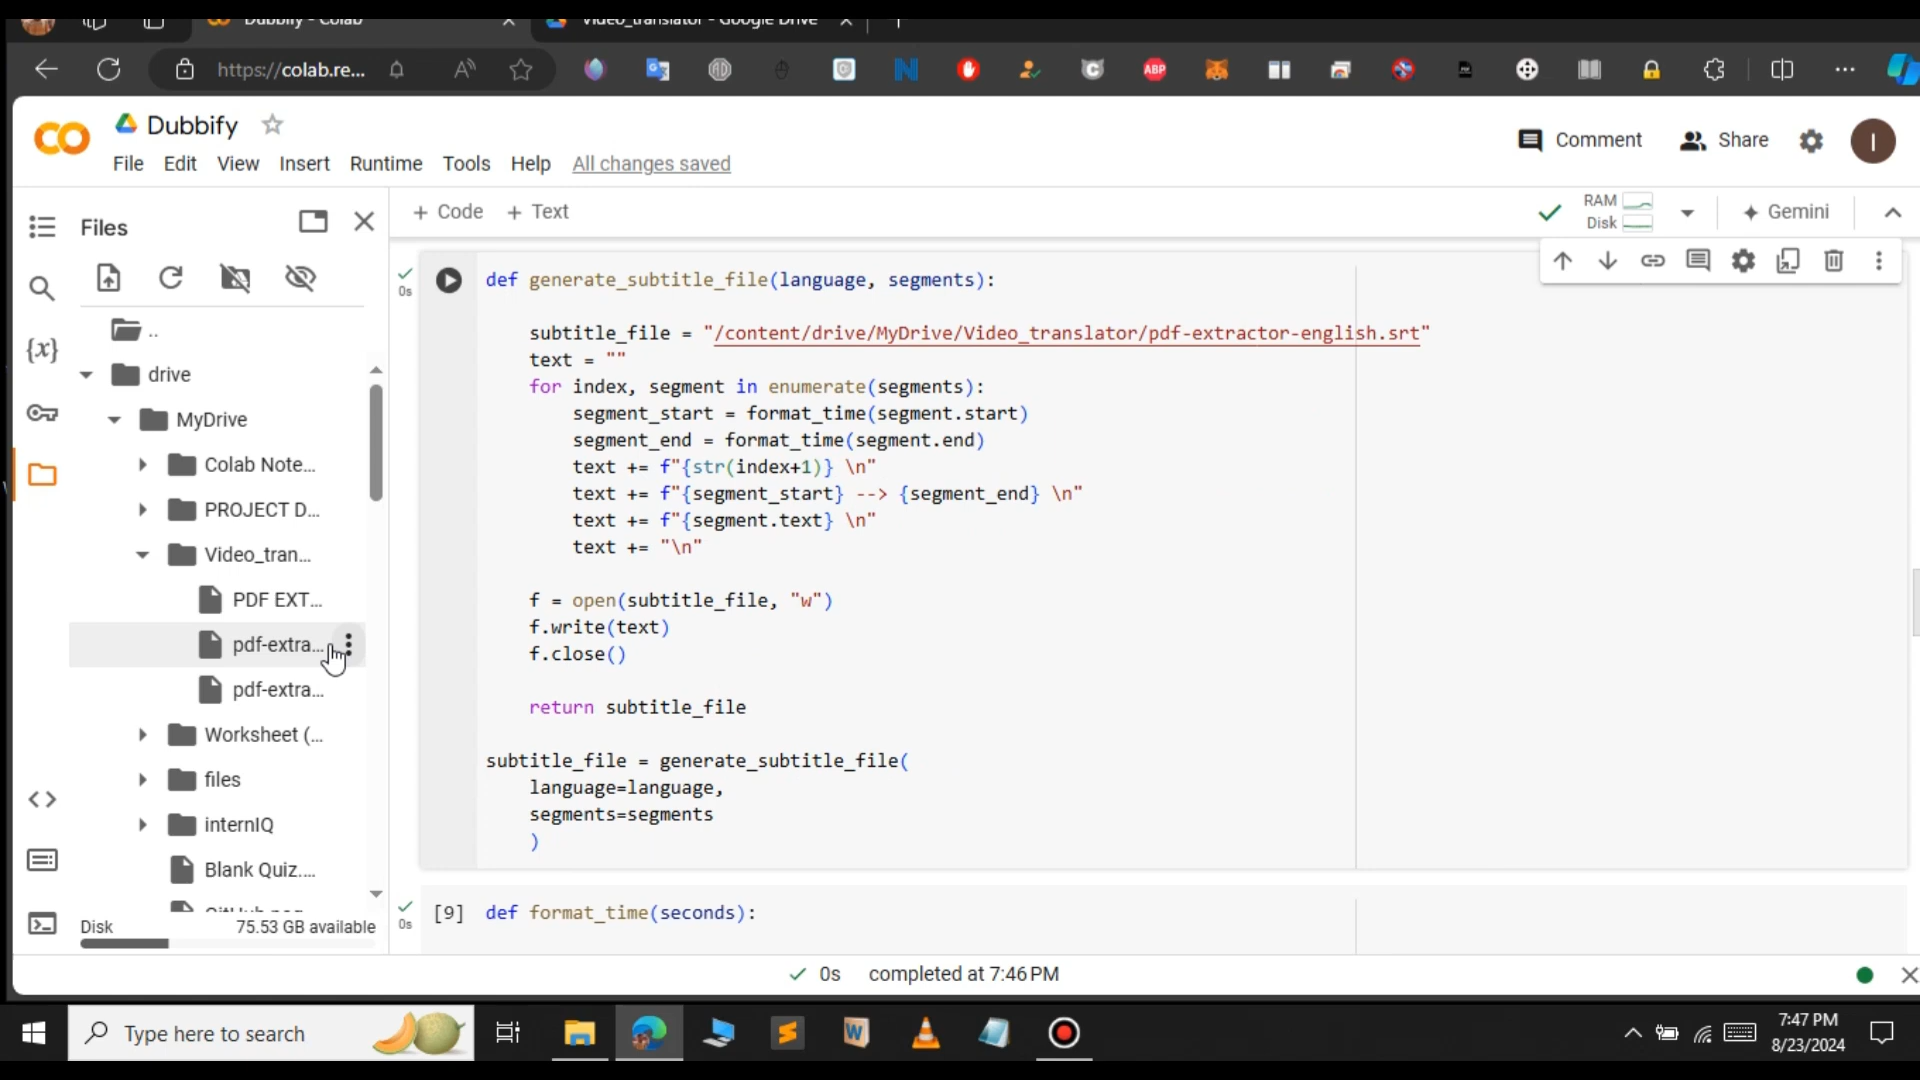 Dubbify - Colab
Video_translator - Google Drive
https://colab.re...
ABP
Dubbify
File Edit View Insert Runtime Tools Help All changes saved
Comment
Share
I
Files
+ Code + Text
RAM
Disk
Gemini
..
drive
MyDrive
Colab Note...
PROJECT D...
Video_tran...
PDF EXT...
pdf-extra...
pdf-extra...
Worksheet (...
files
internIQ
Blank Quiz....
Disk 75.53 GB available
0s
def generate_subtitle_file(language, segments):
subtitle_file = "/content/drive/MyDrive/Video_translator/pdf-extractor-english.srt"
text = ""
for index, segment in enumerate(segments):
segment_start = format_time(segment.start)
segment_end = format_time(segment.end)
text += f"{str(index+1)} \n"
text += f"{segment_start} --> {segment_end} \n"
text += f"{segment.text} \n"
text += "\n"
f = open(subtitle_file, "w")
f.write(text)
f.close()
return subtitle_file
subtitle_file = generate_subtitle_file(
language=language,
segments=segments
)
0s
[9] def format_time(seconds):
0s completed at 7:46 PM
Type here to search
7:47 PM
8/23/2024